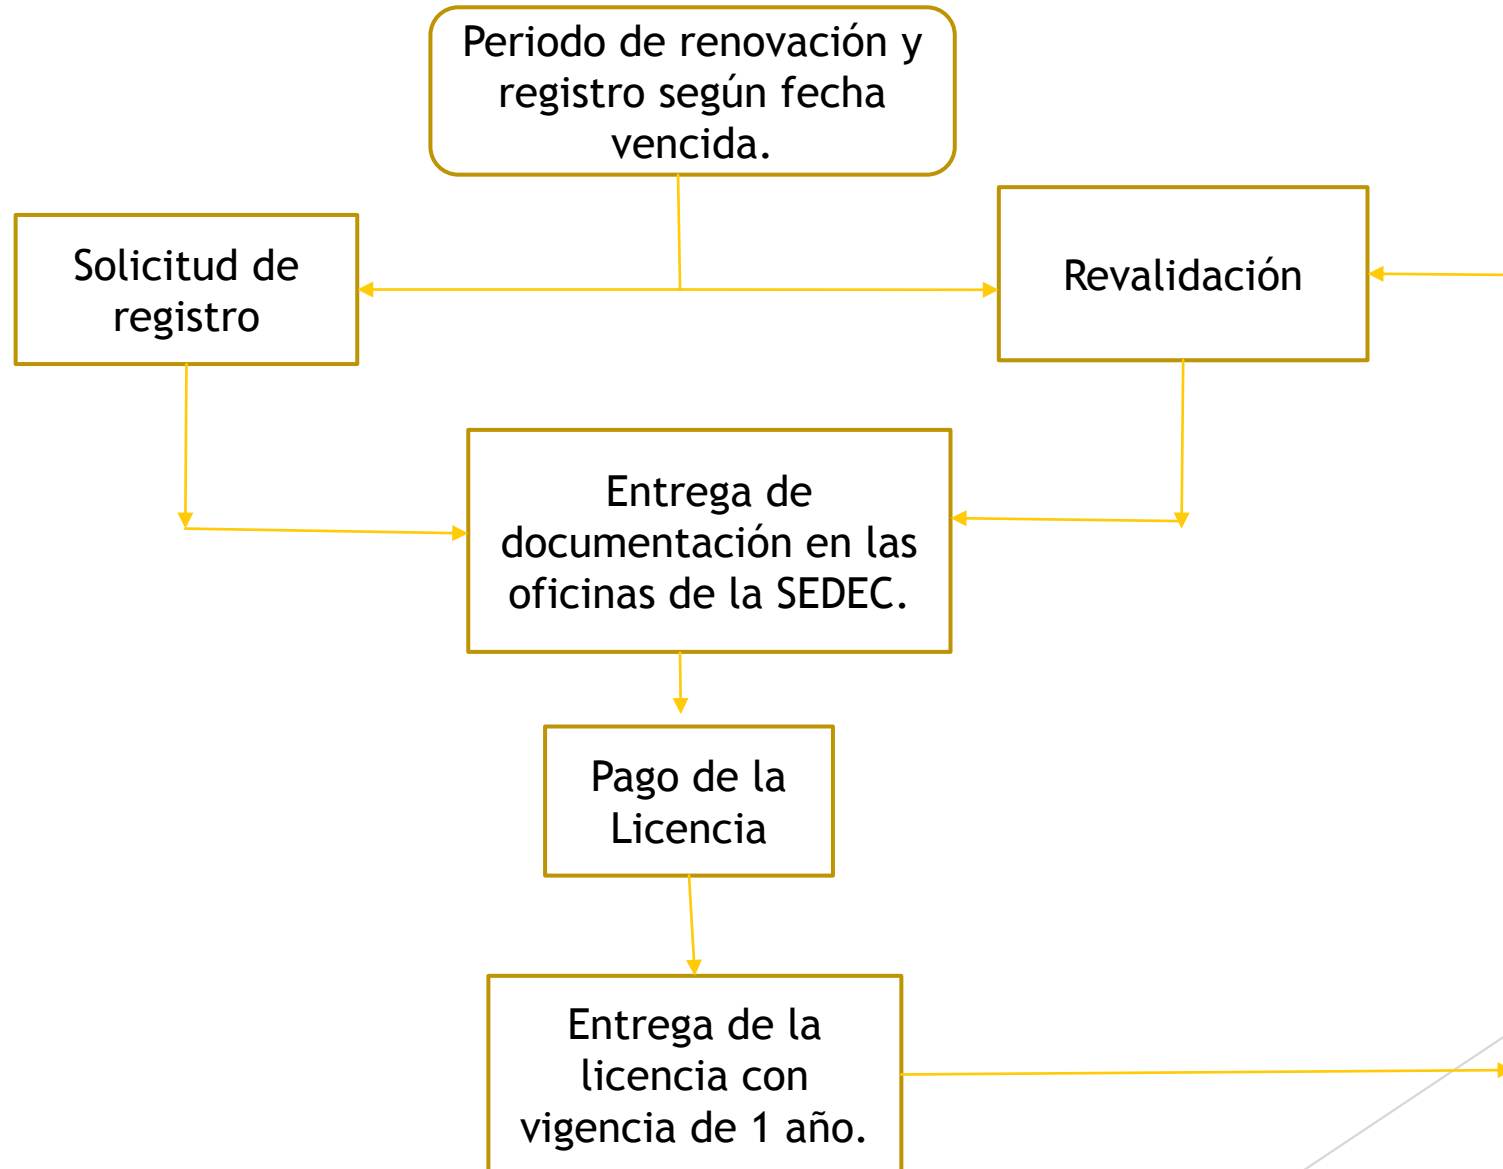 Periodo de renovación y
registro según fecha
vencida.
Solicitud de
registro
Revalidación
Entrega de
documentación en las
oficinas de la SEDEC.
Pago de la
Licencia
Entrega de la
licencia con
vigencia de 1 año.